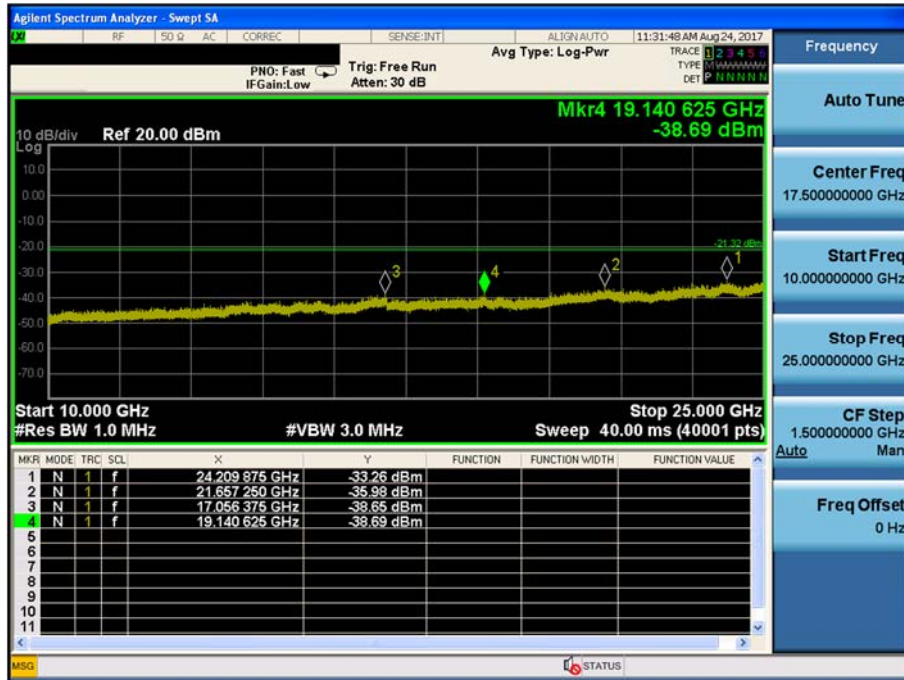 Agilent Spectrum Analyzer - Swept SA
LXI RF 50 Ω AC CORREC SENSE:INT ALIGN AUTO 11:31:48 AM Aug 24, 2017
PNO: Fast Trig: Free Run Avg Type: Log-Pwr TRACE 1 2 3 4 5 6
IFGain:Low Atten: 30 dB TYPE M W W W W W
DET P N N N N N
Mkr4 19.140 625 GHz
-38.69 dBm
10 dB/div Ref 20.00 dBm
Log
10.0
0.00
-10.0
-20.0
-21.32 dBm
-30.0
3 4 2 1
-40.0
-50.0
-60.0
-70.0
Start 10.000 GHz Stop 25.000 GHz
#Res BW 1.0 MHz #VBW 3.0 MHz Sweep 40.00 ms (40001 pts)
MKR MODE TRC SCL X Y FUNCTION FUNCTION WIDTH FUNCTION VALUE
1 N 1 f 24.209 875 GHz -33.26 dBm
2 N 1 f 21.657 250 GHz -35.98 dBm
3 N 1 f 17.056 375 GHz -38.65 dBm
4 N 1 f 19.140 625 GHz -38.69 dBm
5
6
7
8
9
10
11
MSG STATUS
Frequency
Auto Tune
Center Freq
17.500000000 GHz
Start Freq
10.000000000 GHz
Stop Freq
25.000000000 GHz
CF Step
1.500000000 GHz
Auto Man
Freq Offset
0 Hz